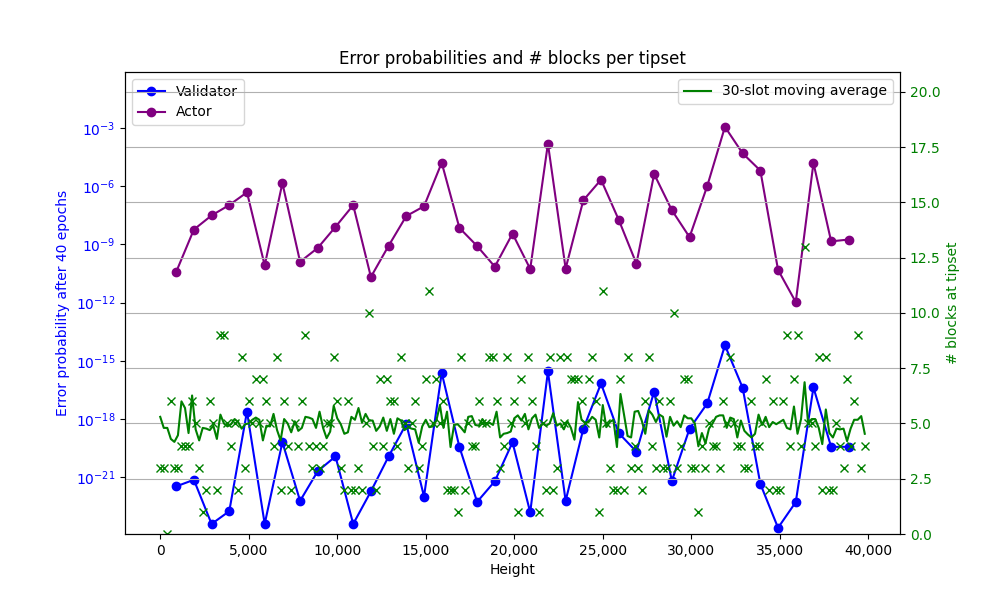 Error probabilities and # blocks per tipset
Validator
Actor
30-slot moving average
Error probability after 40 epochs
10⁻³
10⁻⁶
10⁻⁹
10⁻¹²
10⁻¹⁵
10⁻¹⁸
10⁻²¹
# blocks at tipset
20.0
17.5
15.0
12.5
10.0
7.5
5.0
2.5
0.0
0 5,000 10,000 15,000 20,000 25,000 30,000 35,000 40,000
Height